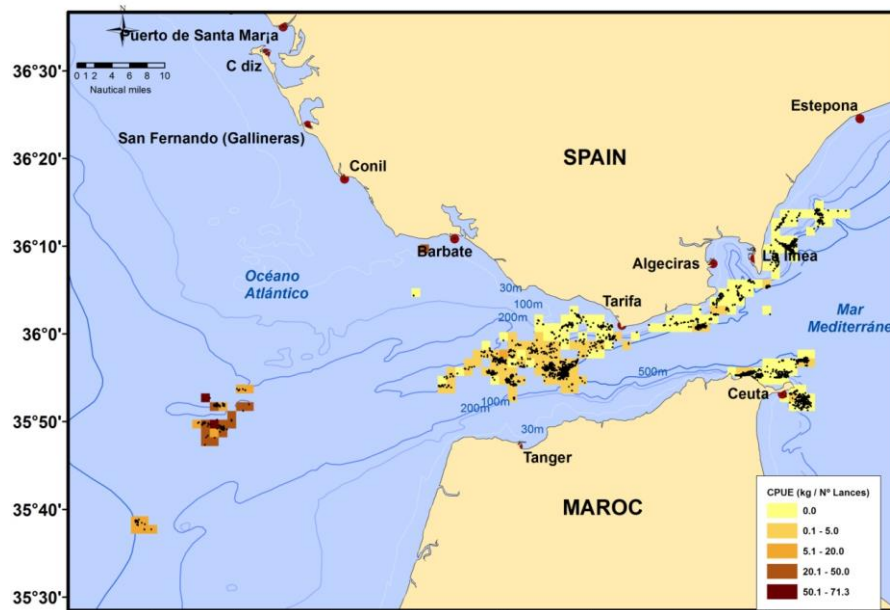 Puerto de Santa Mar¡a
C diz
36°30'
0 1 2 4 6 8 10
Nautical miles
Estepona
36°20'
San Fernando (Gallineras)
Conil
SPAIN
36°10'
Barbate
Algeciras
La línea
Océano
Atlántico
30m
100m
200m
Tarifa
Mar
Mediterráne
36°0'
500m
35°50'
100m
200m
30m
Ceuta
Tanger
35°40'
MAROC
35°30'
CPUE (kg / Nº Lances)
0.0
0.1 - 5.0
5.1 - 20.0
20.1 - 50.0
50.1 - 71.3